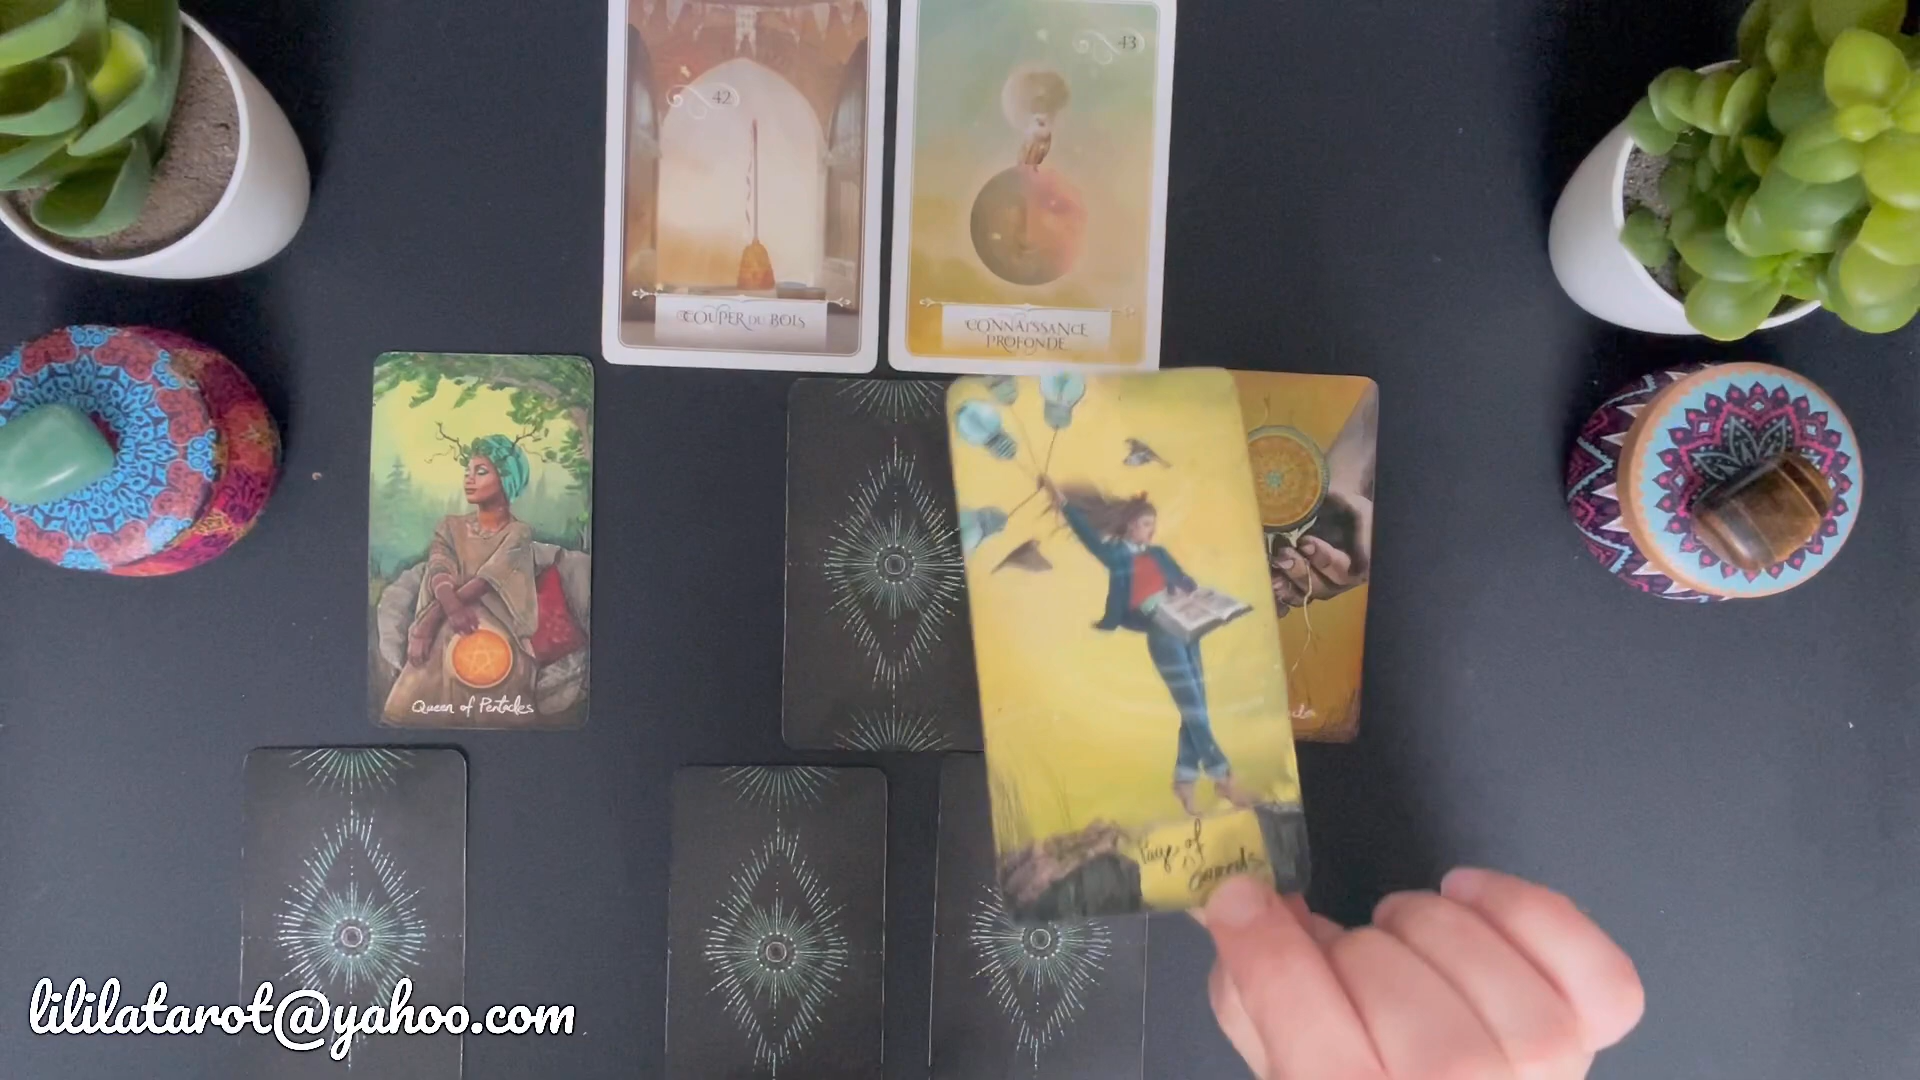 42
COUPER DU BOIS
43
CONNAISSANCE
PROFONDE
Queen of Pentacles
Page of
Swords
lililatarot@yahoo.com